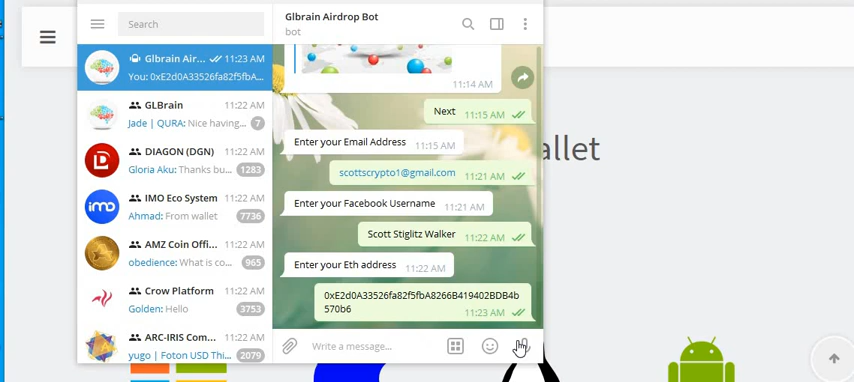 Search
Glbrain Airdrop Bot
bot
Glbrain Air... 11:23 AM
You: 0xE2d0A33526fa82f5fbA...
GLBrain 11:22 AM
Jade | QURA: Nice having... 7
DIAGON (DGN) 11:22 AM
Gloria Aku: Thanks bu... 1283
IMO Eco System 11:22 AM
Ahmad: From wallet 7736
AMZ Coin Offi... 11:22 AM
obedience: What is co... 965
Crow Platform 11:22 AM
Golden: Hello 3753
ARC-IRIS Com... 11:22 AM
yugo | Foton USD Thi... 2079
imo
11:14 AM
Next 11:15 AM
Enter your Email Address 11:15 AM
scottscrypto1@gmail.com 11:21 AM
Enter your Facebook Username 11:21 AM
Scott Stiglitz Walker 11:22 AM
Enter your Eth address 11:22 AM
0xE2d0A33526fa82f5fbA8266B419402BDB4b
570b6 11:23 AM
Write a message...
allet